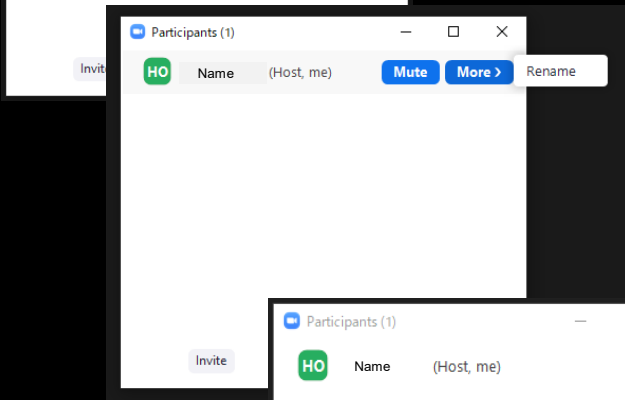 Participants (1)
HO Name (Host, me) Mute More Rename
Invite
Invite
Participants (1)
HO Name (Host, me)